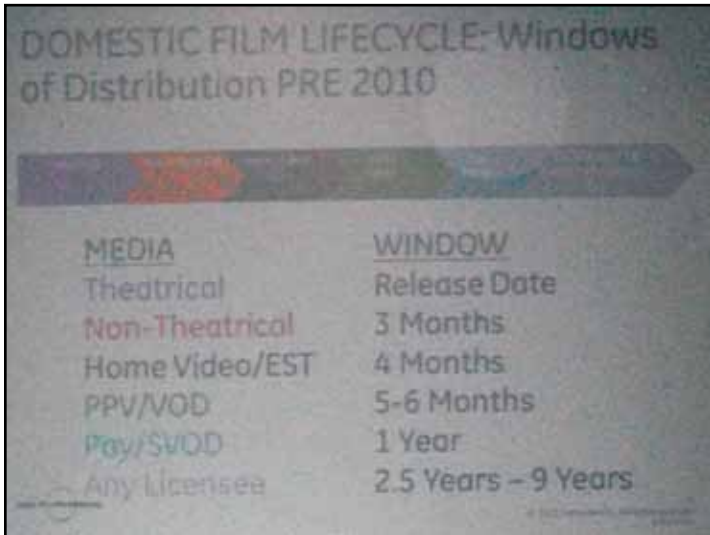 DOMESTIC FILM LIFECYCLE: Windows
of Distribution PRE 2010
MEDIA WINDOW
Theatrical Release Date
Non-Theatrical 3 Months
Home Video/EST 4 Months
PPV/VOD 5-6 Months
Pay/SVOD 1 Year
Any Licensee 2.5 Years – 9 Years